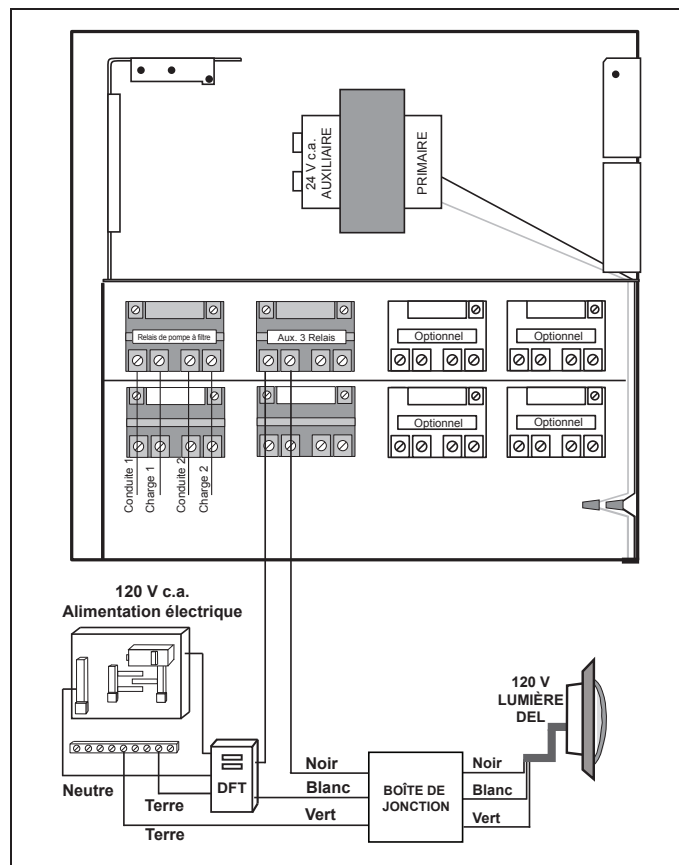 24 V c.a.
AUXILIAIRE
PRIMAIRE
Relais de pompe à filtre
Aux. 3 Relais
Optionnel
Optionnel
Optionnel
Optionnel
Conduite 1
Charge 1
Conduite 2
Charge 2
120 V c.a.
Alimentation électrique
120 V
LUMIÈRE
DEL
Neutre
Terre
Terre
DFT
Noir
Blanc
Vert
BOÎTE DE
JONCTION
Noir
Blanc
Vert